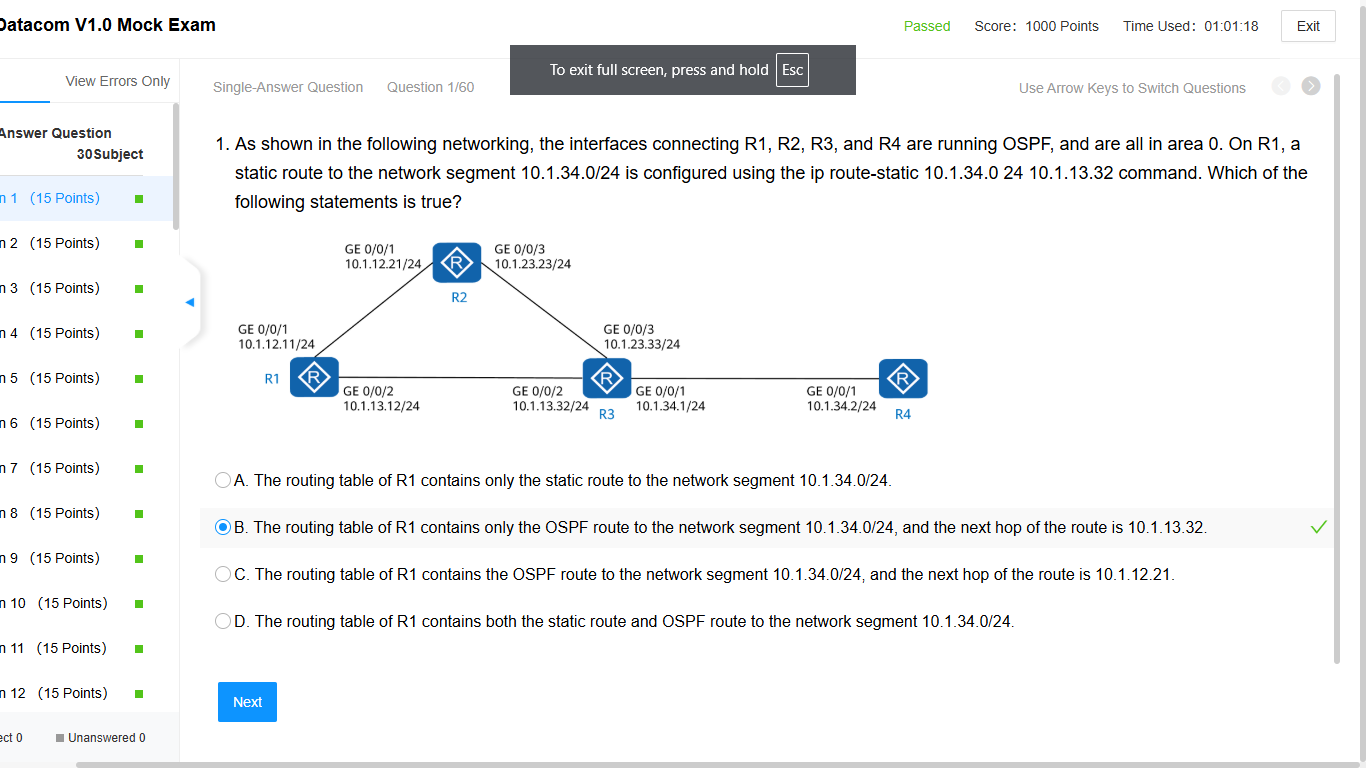 Datacom V1.0 Mock Exam
Passed Score: 1000 Points Time Used: 01:01:18 Exit
To exit full screen, press and hold Esc
View Errors Only
Single-Answer Question Question 1/60
Use Arrow Keys to Switch Questions
Answer Question
30Subject
n 1 (15 Points)
n 2 (15 Points)
n 3 (15 Points)
n 4 (15 Points)
n 5 (15 Points)
n 6 (15 Points)
n 7 (15 Points)
n 8 (15 Points)
n 9 (15 Points)
n 10 (15 Points)
n 11 (15 Points)
n 12 (15 Points)
ect 0 Unanswered 0
1. As shown in the following networking, the interfaces connecting R1, R2, R3, and R4 are running OSPF, and are all in area 0. On R1, a
static route to the network segment 10.1.34.0/24 is configured using the ip route-static 10.1.34.0 24 10.1.13.32 command. Which of the
following statements is true?
GE 0/0/1
10.1.12.21/24
R
GE 0/0/3
10.1.23.23/24
R2
GE 0/0/1
10.1.12.11/24
GE 0/0/3
10.1.23.33/24
R1
R
GE 0/0/2
10.1.13.12/24
GE 0/0/2
10.1.13.32/24
R
R3
GE 0/0/1
10.1.34.1/24
GE 0/0/1
10.1.34.2/24
R
R4
A. The routing table of R1 contains only the static route to the network segment 10.1.34.0/24.
B. The routing table of R1 contains only the OSPF route to the network segment 10.1.34.0/24, and the next hop of the route is 10.1.13.32.
C. The routing table of R1 contains the OSPF route to the network segment 10.1.34.0/24, and the next hop of the route is 10.1.12.21.
D. The routing table of R1 contains both the static route and OSPF route to the network segment 10.1.34.0/24.
Next